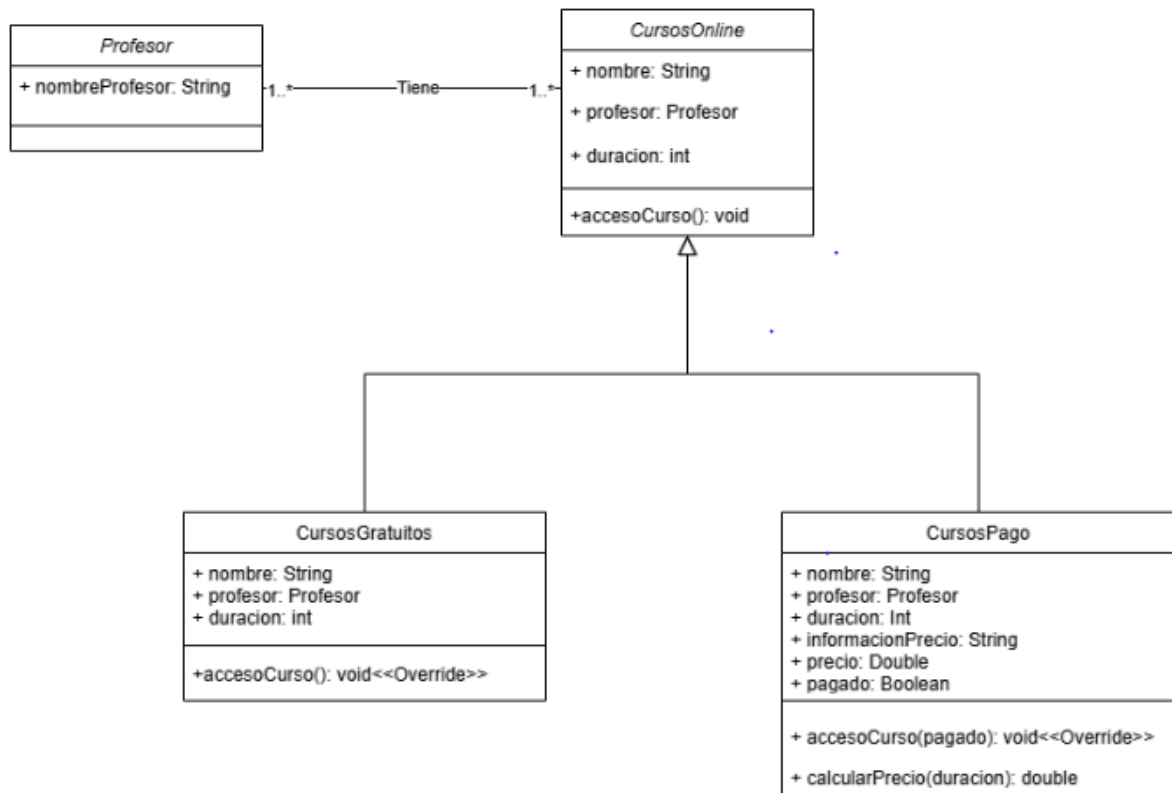 Profesor
+ nombreProfesor: String
1..*
Tiene
1..*
CursosOnline
+ nombre: String
+ profesor: Profesor
+ duracion: int
+accesoCurso(): void
CursosGratuitos
+ nombre: String
+ profesor: Profesor
+ duracion: int
+accesoCurso(): void<<Override>>
CursosPago
+ nombre: String
+ profesor: Profesor
+ duracion: Int
+ informacionPrecio: String
+ precio: Double
+ pagado: Boolean
+ accesoCurso(pagado): void<<Override>>
+ calcularPrecio(duracion): double